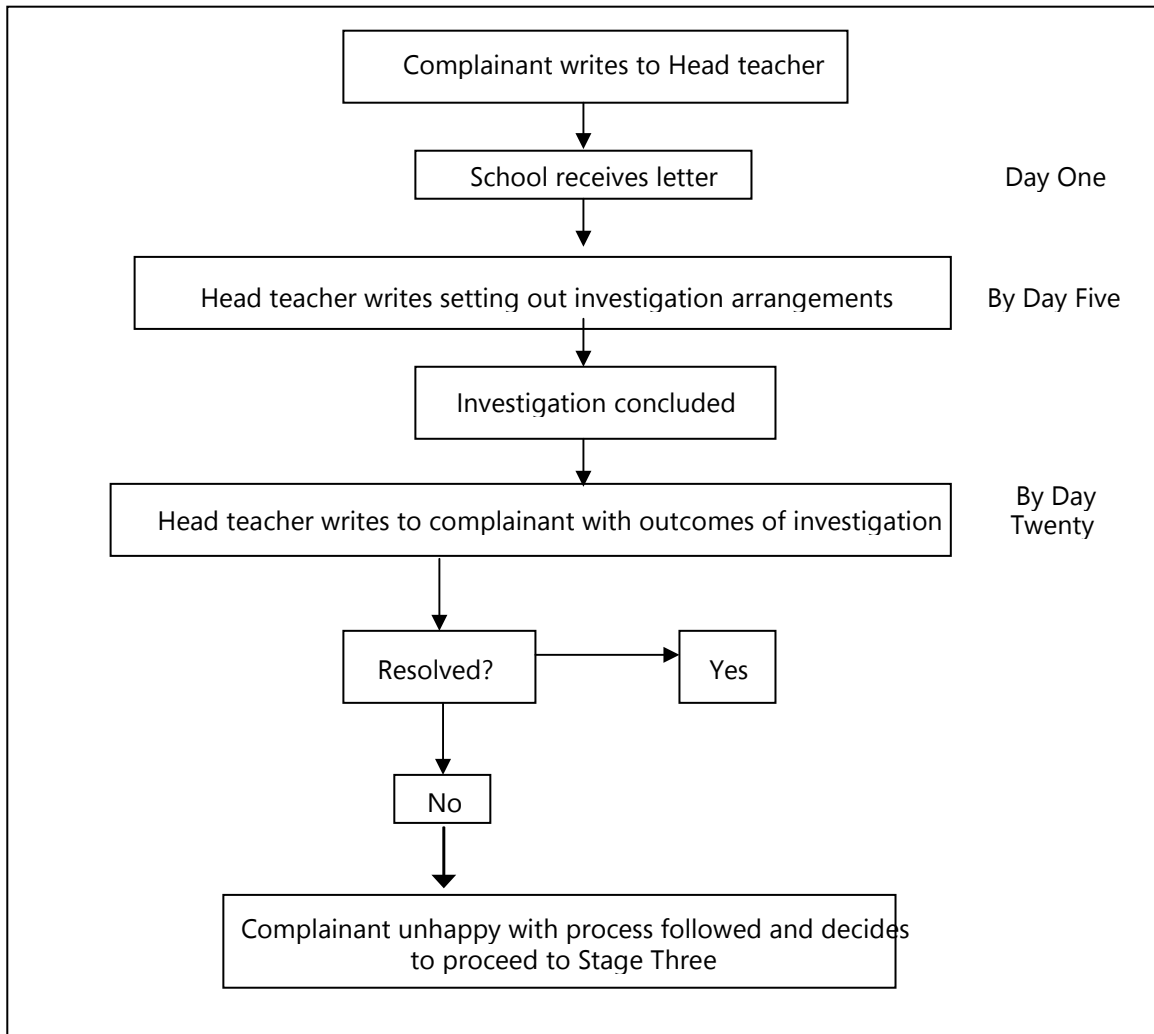 Complainant writes to Head teacher
School receives letter
Day One
Head teacher writes setting out investigation arrangements
By Day Five
Investigation concluded
Head teacher writes to complainant with outcomes of investigation
By Day
Twenty
Resolved?
Yes
No
Complainant unhappy with process followed and decides
to proceed to Stage Three